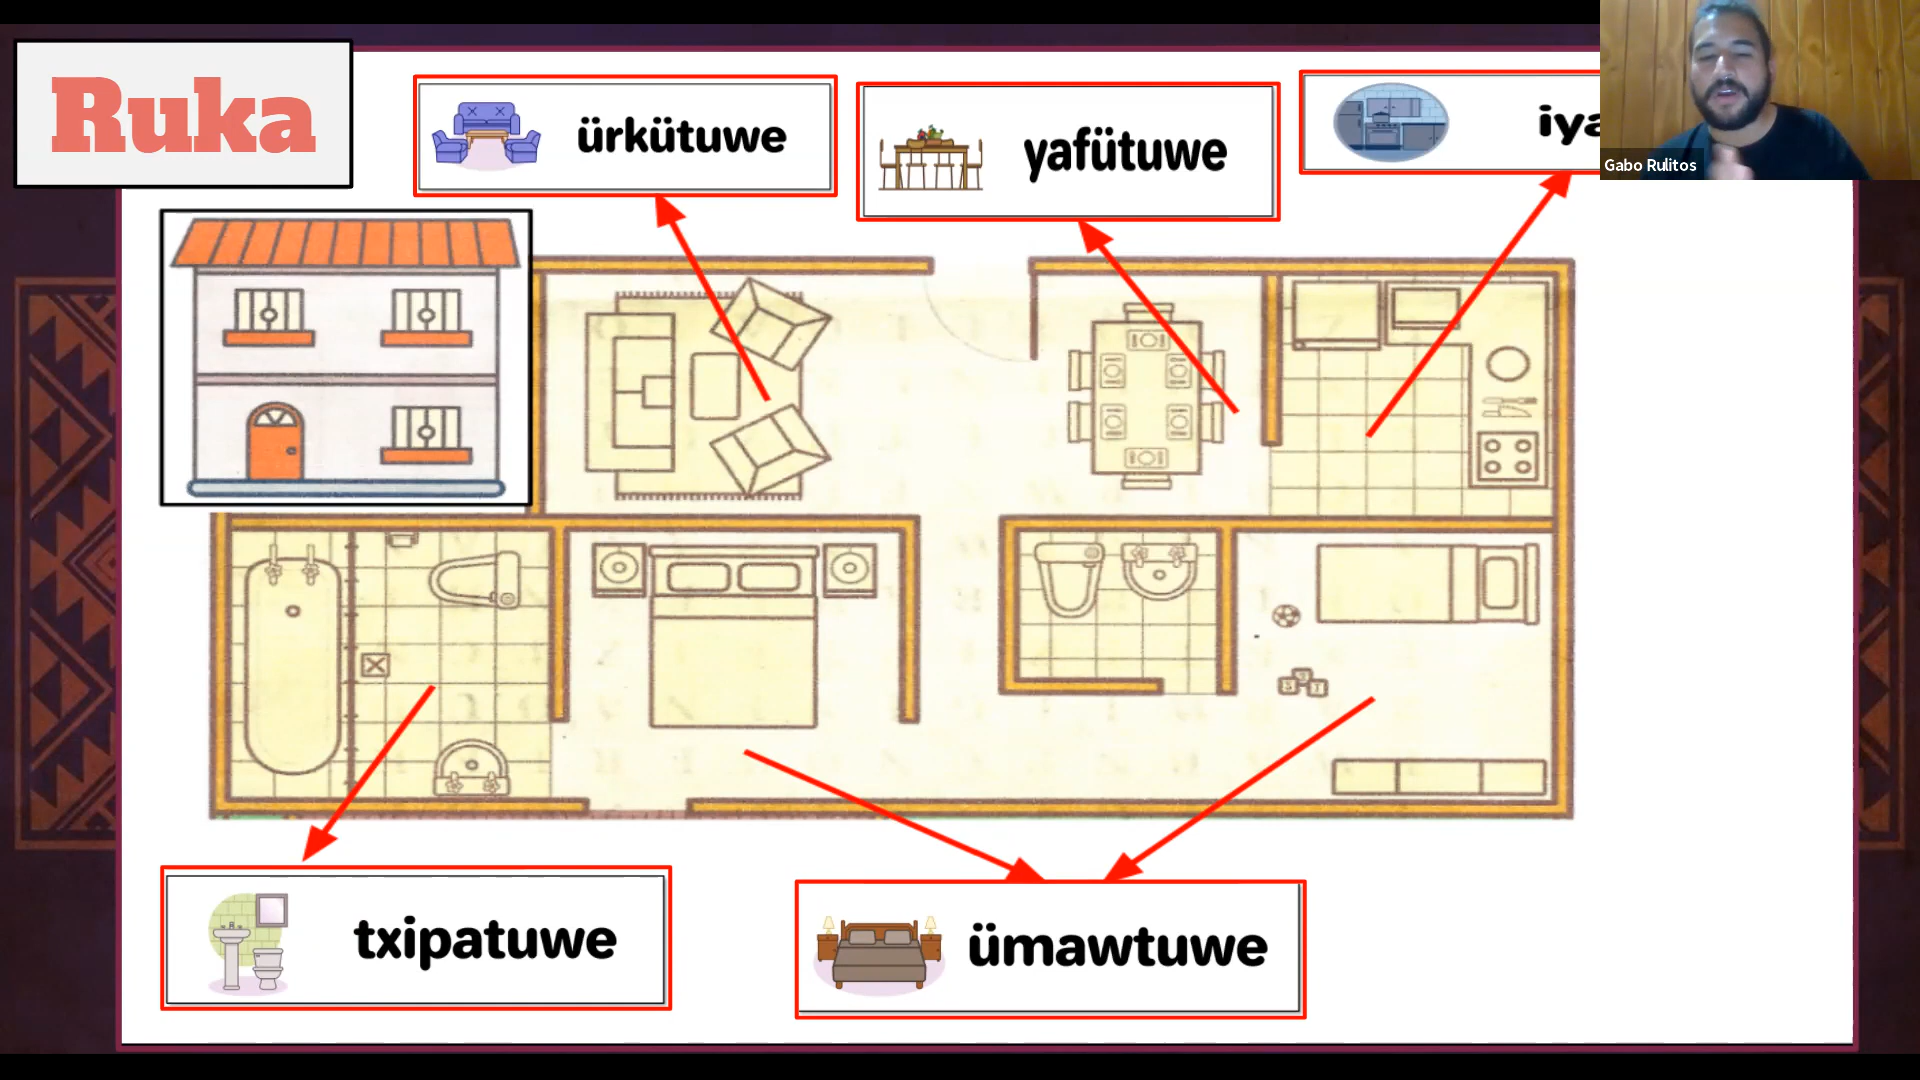 Ruka
ürkütuwe
yafütuwe
Gabo Rulitos
txipatuwe
ümawtuwe